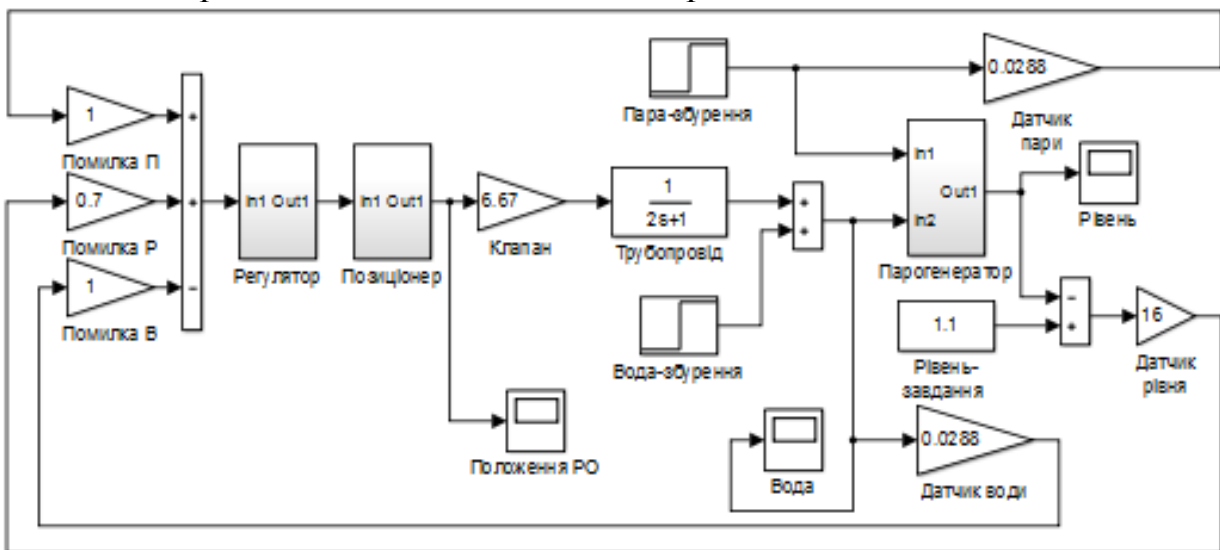 1
Помилка П
0.7
Помилка Р
1
Помилка В
+
+
-
In1 Out1
Регулятор
In1 Out1
Позиціонер
6.67
Клапан
1
2s+1
Трубопровід
Пара-збурення
Вода-збурення
+
+
0.0288
Датчик
пари
In1
In2
Out1
Парогенератор
Рівень
1.1
Рівень-
завдання
-
+
16
Датчик
рівня
Положення РО
Вода
0.0288
Датчик води